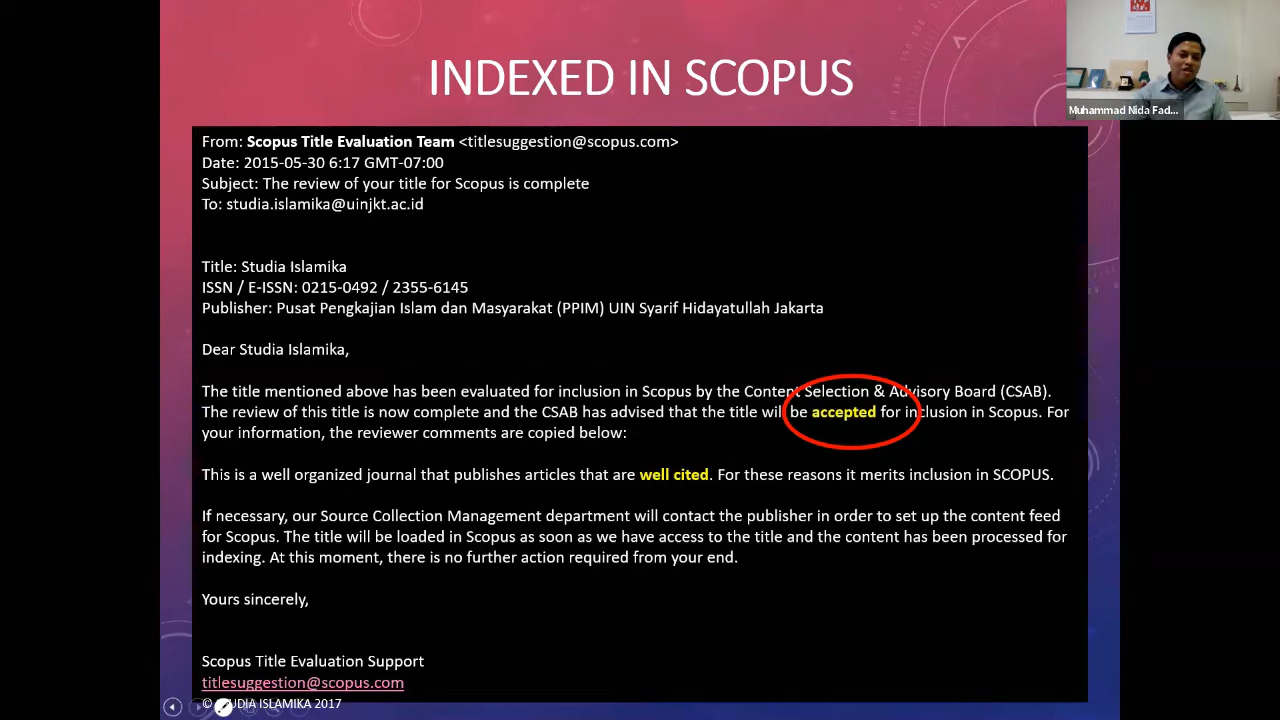 INDEXED IN SCOPUS
Muhammad Nida Fad...
From: Scopus Title Evaluation Team <titlesuggestion@scopus.com>
Date: 2015-05-30 6:17 GMT-07:00
Subject: The review of your title for Scopus is complete
To: studia.islamika@uinjkt.ac.id
Title: Studia Islamika
ISSN / E-ISSN: 0215-0492 / 2355-6145
Publisher: Pusat Pengkajian Islam dan Masyarakat (PPIM) UIN Syarif Hidayatullah Jakarta
Dear Studia Islamika,
The title mentioned above has been evaluated for inclusion in Scopus by the Content Selection & Advisory Board (CSAB).
The review of this title is now complete and the CSAB has advised that the title will be accepted for inclusion in Scopus. For
your information, the reviewer comments are copied below:
This is a well organized journal that publishes articles that are well cited. For these reasons it merits inclusion in SCOPUS.
If necessary, our Source Collection Management department will contact the publisher in order to set up the content feed
for Scopus. The title will be loaded in Scopus as soon as we have access to the title and the content has been processed for
indexing. At this moment, there is no further action required from your end.
Yours sincerely,
Scopus Title Evaluation Support
titlesuggestion@scopus.com
© STUDIA ISLAMIKA 2017